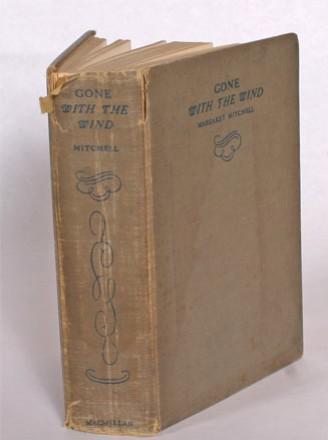 GONE
WITH THE
WIND
MITCHELL
MACMILLAN
GONE
WITH THE WIND
MARGARET MITCHELL